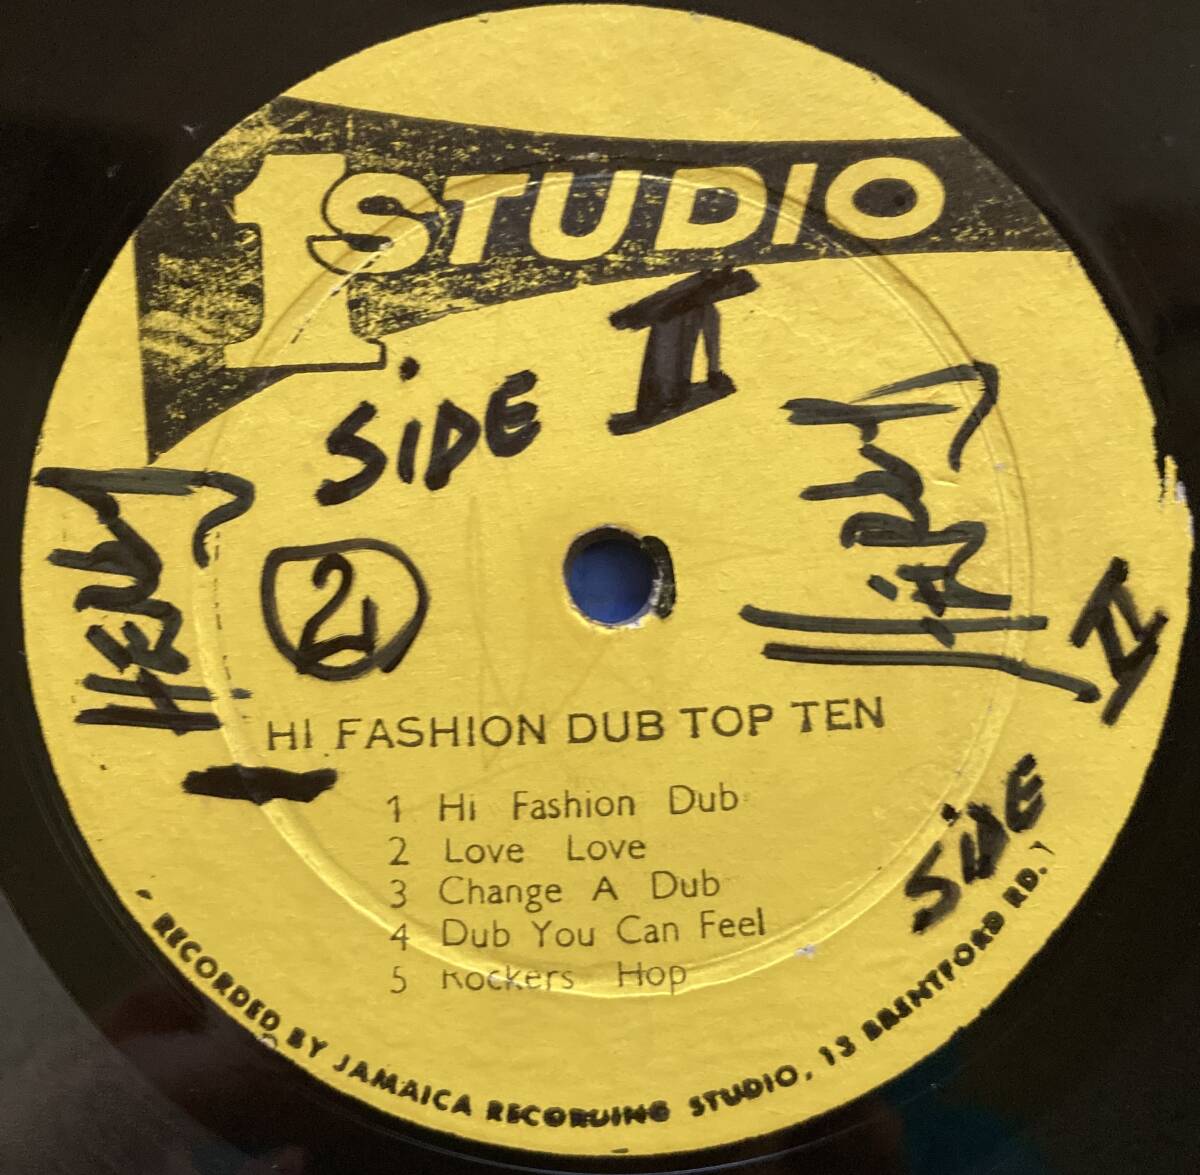 1 STUDIO
SiDE II
2
HI FASHION DUB TOP TEN
1 Hi Fashion Dub
2 Love Love
3 Change A Dub
4 Dub You Can Feel
5 Rockers Hop
II
SiDE
RECORDED BY JAMAICA RECORDING STUDIO, 13 BRENTFORD RD.